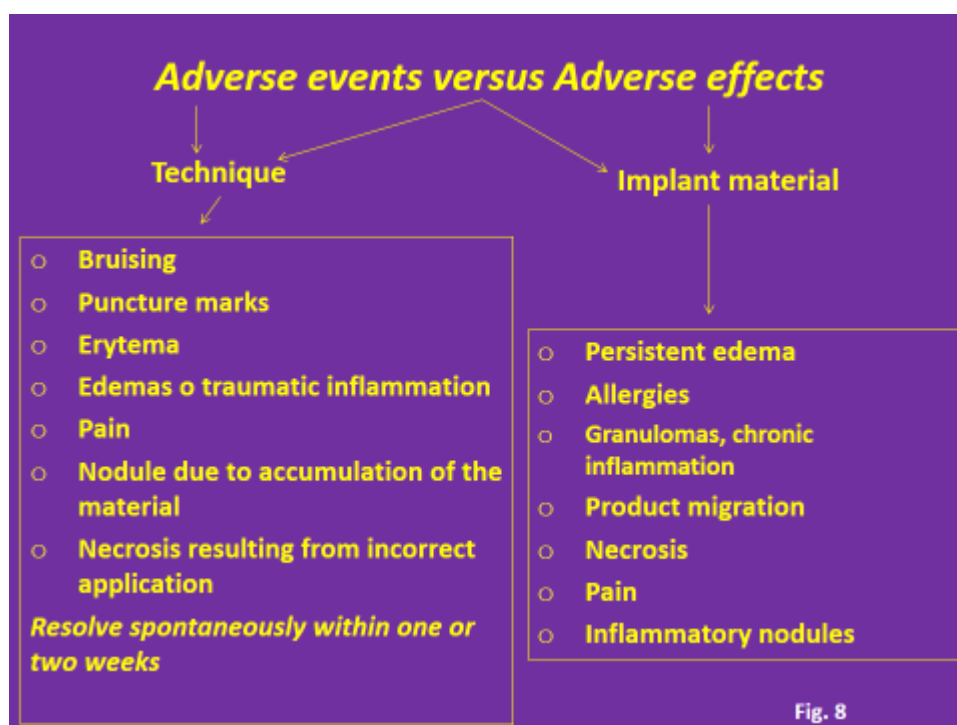 Adverse events versus Adverse effects
Technique
Implant material
o Bruising
o Puncture marks
o Erytema
o Edemas o traumatic inflammation
o Pain
o Nodule due to accumulation of the
material
o Necrosis resulting from incorrect
application
Resolve spontaneously within one or
two weeks
o Persistent edema
o Allergies
o Granulomas, chronic
inflammation
o Product migration
o Necrosis
o Pain
o Inflammatory nodules
Fig. 8